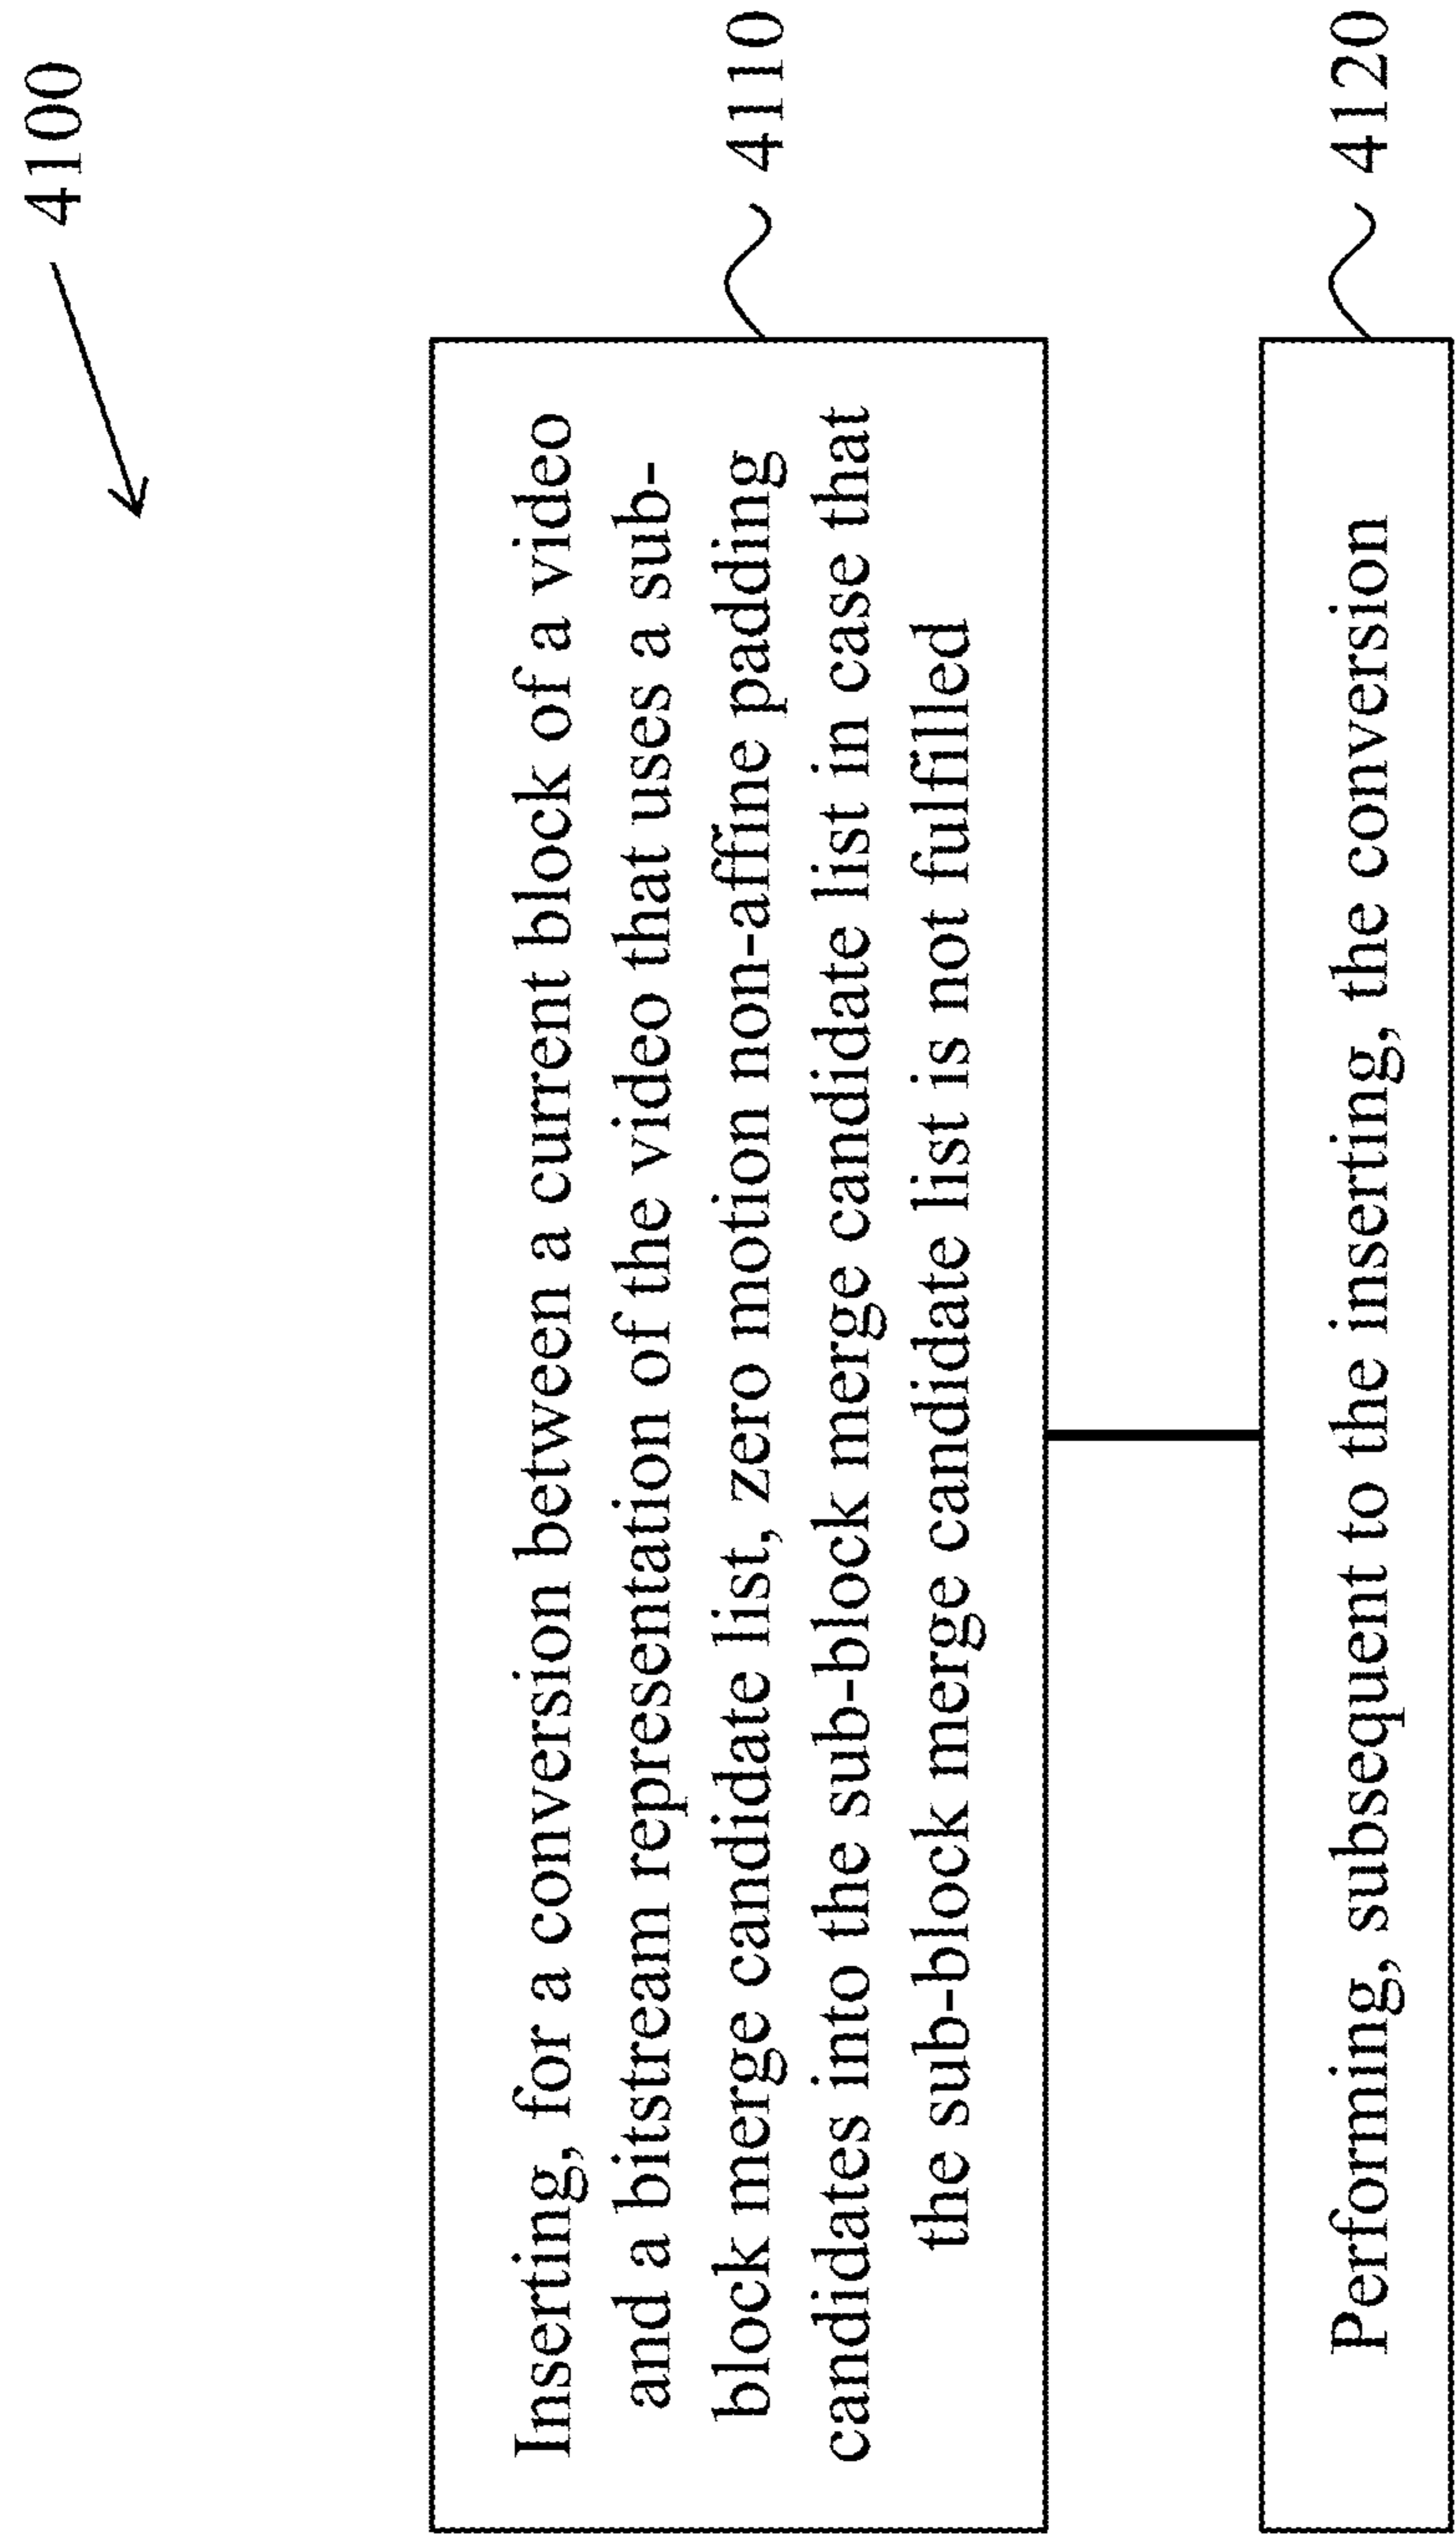 4100
Inserting, for a conversion between a current block of a video
and a bitstream representation of the video that uses a sub-
block merge candidate list, zero motion non-affine padding
candidates into the sub-block merge candidate list in case that
the sub-block merge candidate list is not fulfilled
4110
Performing, subsequent to the inserting, the conversion
4120